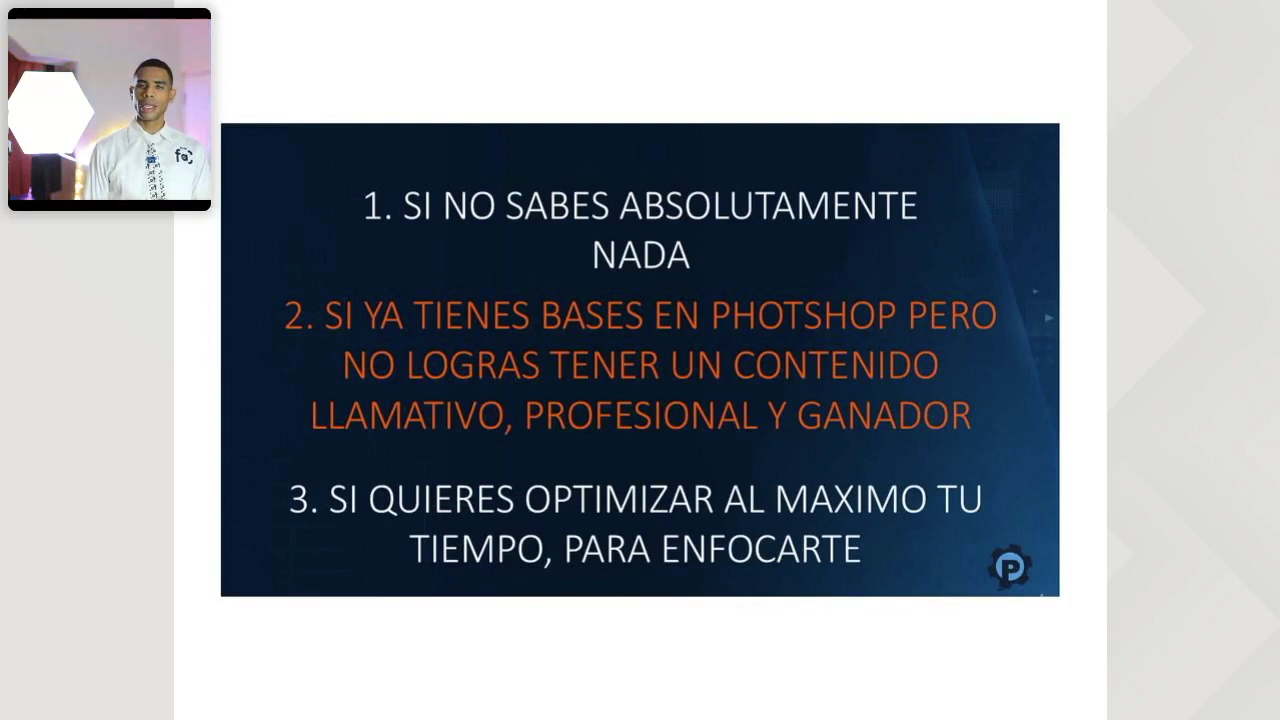 1. SI NO SABES ABSOLUTAMENTE
NADA
2. SI YA TIENES BASES EN PHOTSHOP PERO
NO LOGRAS TENER UN CONTENIDO
LLAMATIVO, PROFESIONAL Y GANADOR
3. SI QUIERES OPTIMIZAR AL MAXIMO TU
TIEMPO, PARA ENFOCARTE
P